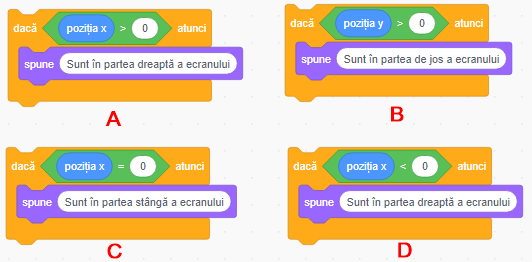 dacă poziția x > 0 atunci
spune Sunt în partea dreaptă a ecranului
A
dacă poziția y > 0 atunci
spune Sunt în partea de jos a ecranului
B
dacă poziția x = 0 atunci
spune Sunt în partea stângă a ecranului
C
dacă poziția x < 0 atunci
spune Sunt în partea dreaptă a ecranului
D